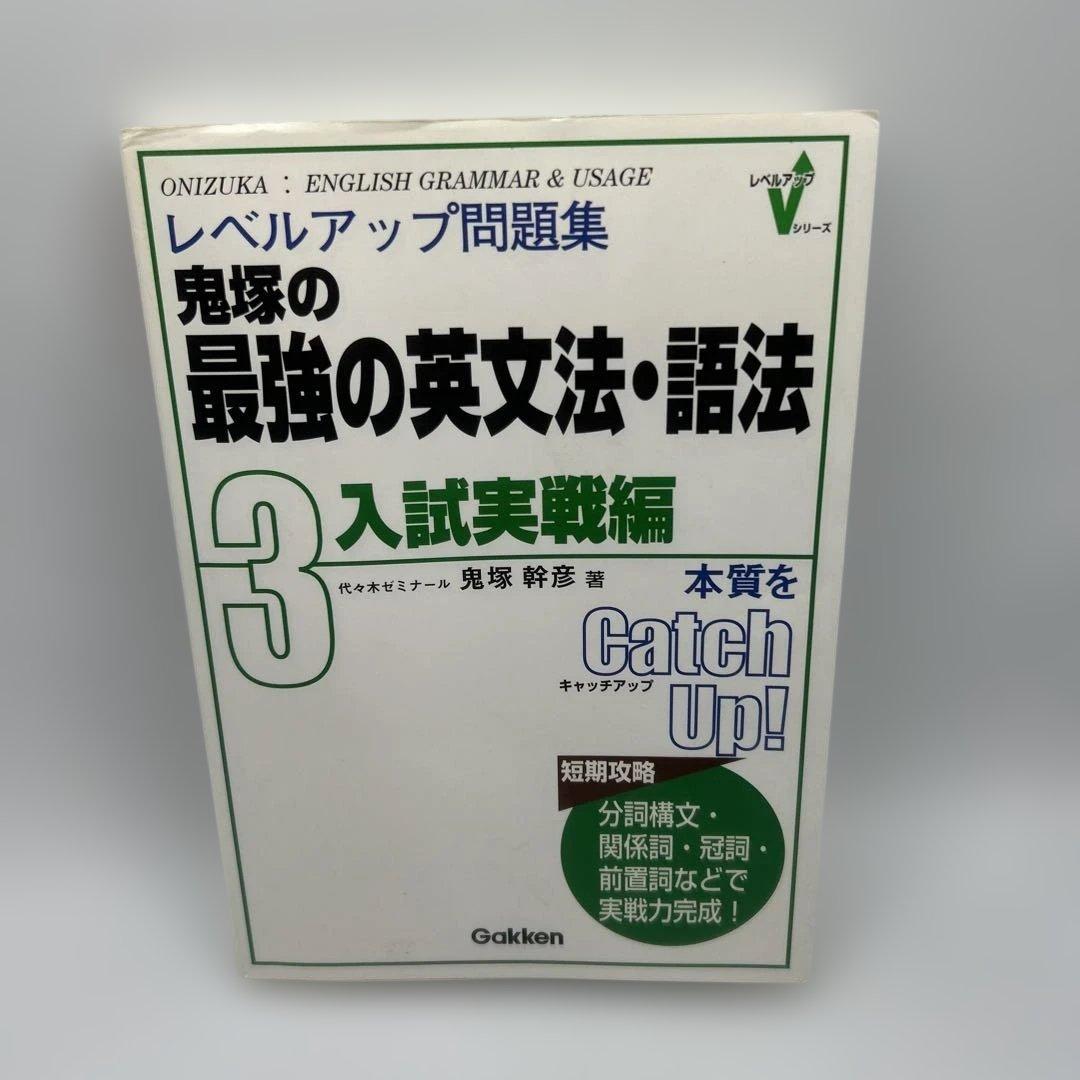 ONIZUKA : ENGLISH GRAMMAR & USAGE
レベルアップ
シリーズ
レベルアップ問題集
鬼塚の
最強の英文法・語法
3
入試実戦編
代々木ゼミナール 鬼塚 幹彦 著
本質を
Catch
キャッチアップ
Up!
短期攻略
分詞構文・
関係詞・冠詞・
前置詞などで
実戦力完成！
Gakken